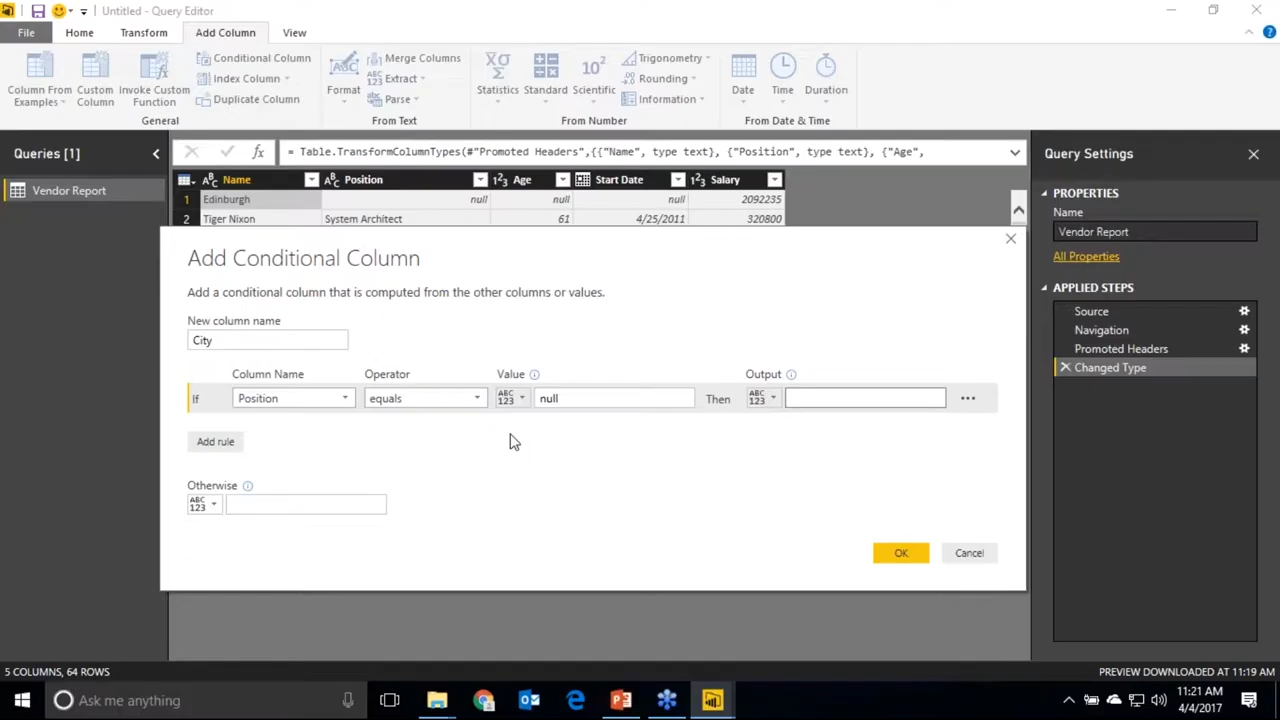 Untitled - Query Editor
File Home Transform Add Column View
Column From Examples
Custom Column
Invoke Custom Function
Conditional Column
Index Column
Duplicate Column
General
Format
Merge Columns
Extract
Parse
From Text
Statistics
Standard
Scientific
Trigonometry
Rounding
Information
From Number
Date
Time
Duration
From Date & Time
Queries [1]
Vendor Report
= Table.TransformColumnTypes(#"Promoted Headers",{{"Name", type text}, {"Position", type text}, {"Age",
Name Position Age Start Date Salary
1 Edinburgh null null null 2092235
2 Tiger Nixon System Architect 61 4/25/2011 320800
Add Conditional Column
Add a conditional column that is computed from the other columns or values.
New column name
City
Column Name Operator Value Output
If Position equals ABC 123 null Then ABC 123
Add rule
Otherwise
ABC 123
OK Cancel
Query Settings
PROPERTIES
Name
Vendor Report
All Properties
APPLIED STEPS
Source
Navigation
Promoted Headers
Changed Type
5 COLUMNS, 64 ROWS
PREVIEW DOWNLOADED AT 11:19 AM
Ask me anything
11:21 AM
4/4/2017